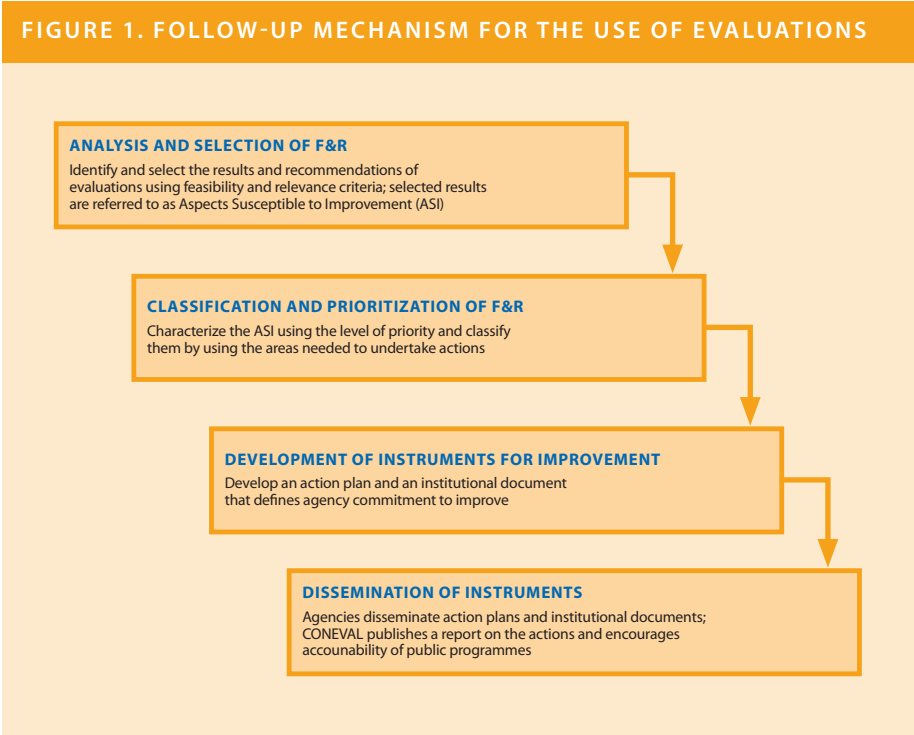 FIGURE 1. FOLLOW-UP MECHANISM FOR THE USE OF EVALUATIONS
ANALYSIS AND SELECTION OF F&R
Identify and select the results and recommendations of
evaluations using feasibility and relevance criteria; selected results
are referred to as Aspects Susceptible to Improvement (ASI)
CLASSIFICATION AND PRIORITIZATION OF F&R
Characterize the ASI using the level of priority and classify
them by using the areas needed to undertake actions
DEVELOPMENT OF INSTRUMENTS FOR IMPROVEMENT
Develop an action plan and an institutional document
that defines agency commitment to improve
DISSEMINATION OF INSTRUMENTS
Agencies disseminate action plans and institutional documents;
CONEVAL publishes a report on the actions and encourages
accounability of public programmes